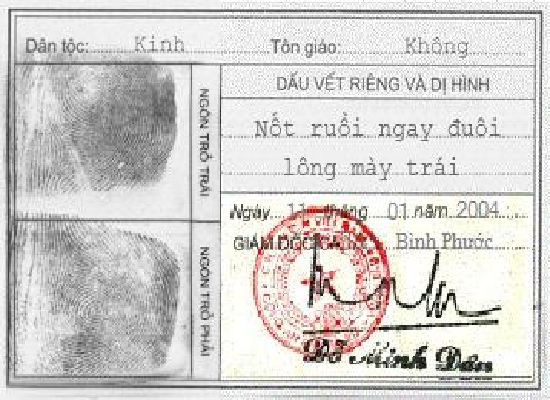 Dân tộc: Kinh Tôn giáo: Không
DẤU VẾT RIÊNG VÀ DỊ HÌNH
Nốt ruồi ngay đuôi
lông mày trái
NGÓN TRỎ TRÁI
NGÓN TRỎ PHẢI
Ngày 11 tháng 01 năm 2004
GIÁM ĐỐC CA Bình Phước
Đỗ Minh Dân